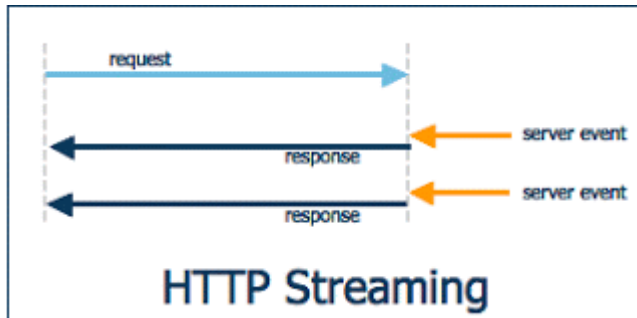 request
server event
response
server event
response
HTTP Streaming